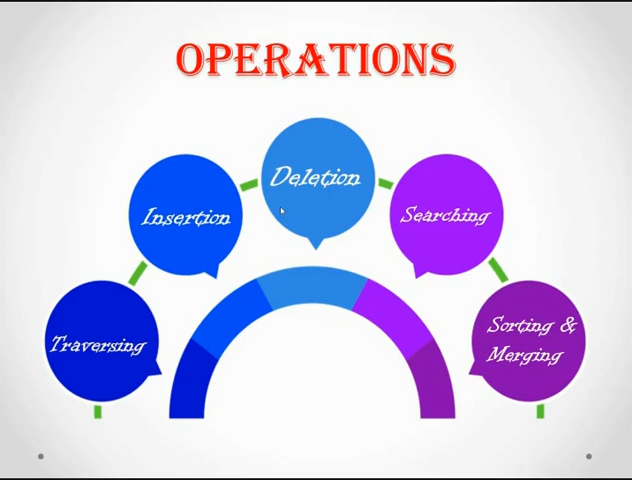 OPERATIONS
Traversing
Insertion
Deletion
Searching
Sorting &
Merging